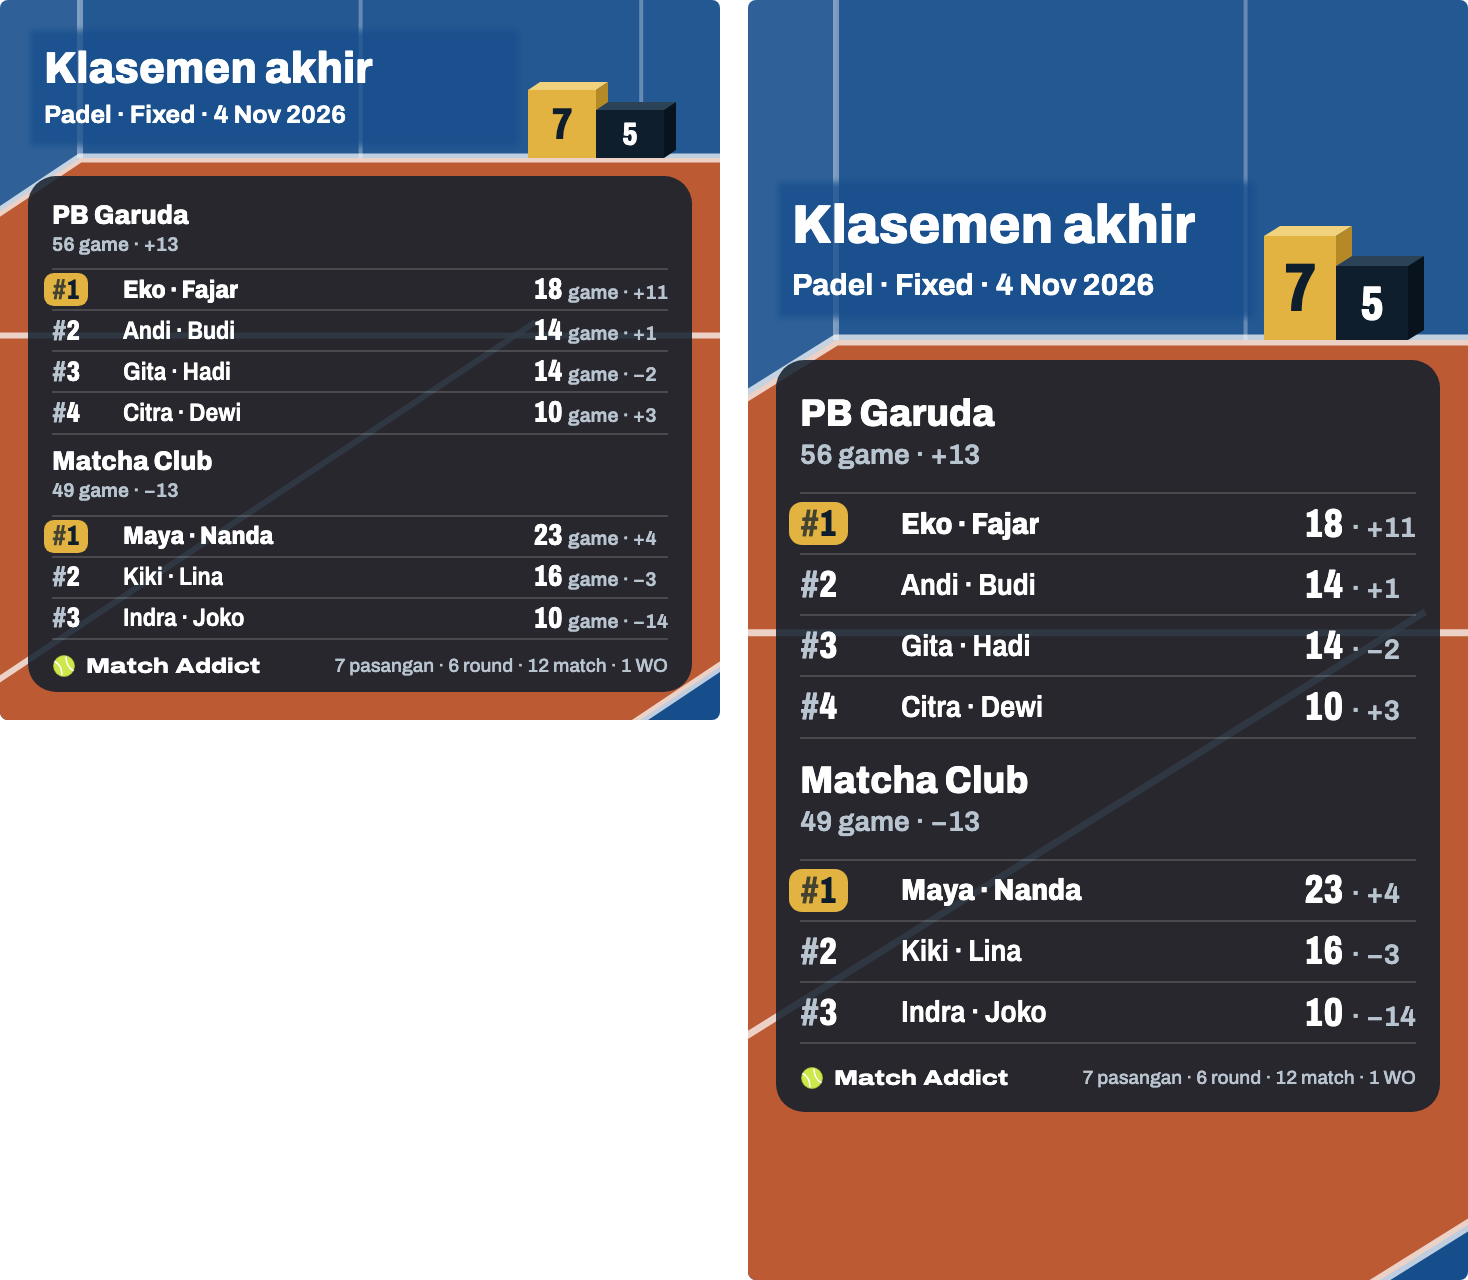 Klasemen akhir
Padel · Fixed · 4 Nov 2026
7
5
PB Garuda
56 game · +13
#1 Eko · Fajar 18 game · +11
#2 Andi · Budi 14 game · +1
#3 Gita · Hadi 14 game · −2
#4 Citra · Dewi 10 game · +3
Matcha Club
49 game · −13
#1 Maya · Nanda 23 game · +4
#2 Kiki · Lina 16 game · −3
#3 Indra · Joko 10 game · −14
Match Addict 7 pasangan · 6 round · 12 match · 1 WO
Klasemen akhir
Padel · Fixed · 4 Nov 2026
7
5
PB Garuda
56 game · +13
#1 Eko · Fajar 18 · +11
#2 Andi · Budi 14 · +1
#3 Gita · Hadi 14 · −2
#4 Citra · Dewi 10 · +3
Matcha Club
49 game · −13
#1 Maya · Nanda 23 · +4
#2 Kiki · Lina 16 · −3
#3 Indra · Joko 10 · −14
Match Addict 7 pasangan · 6 round · 12 match · 1 WO